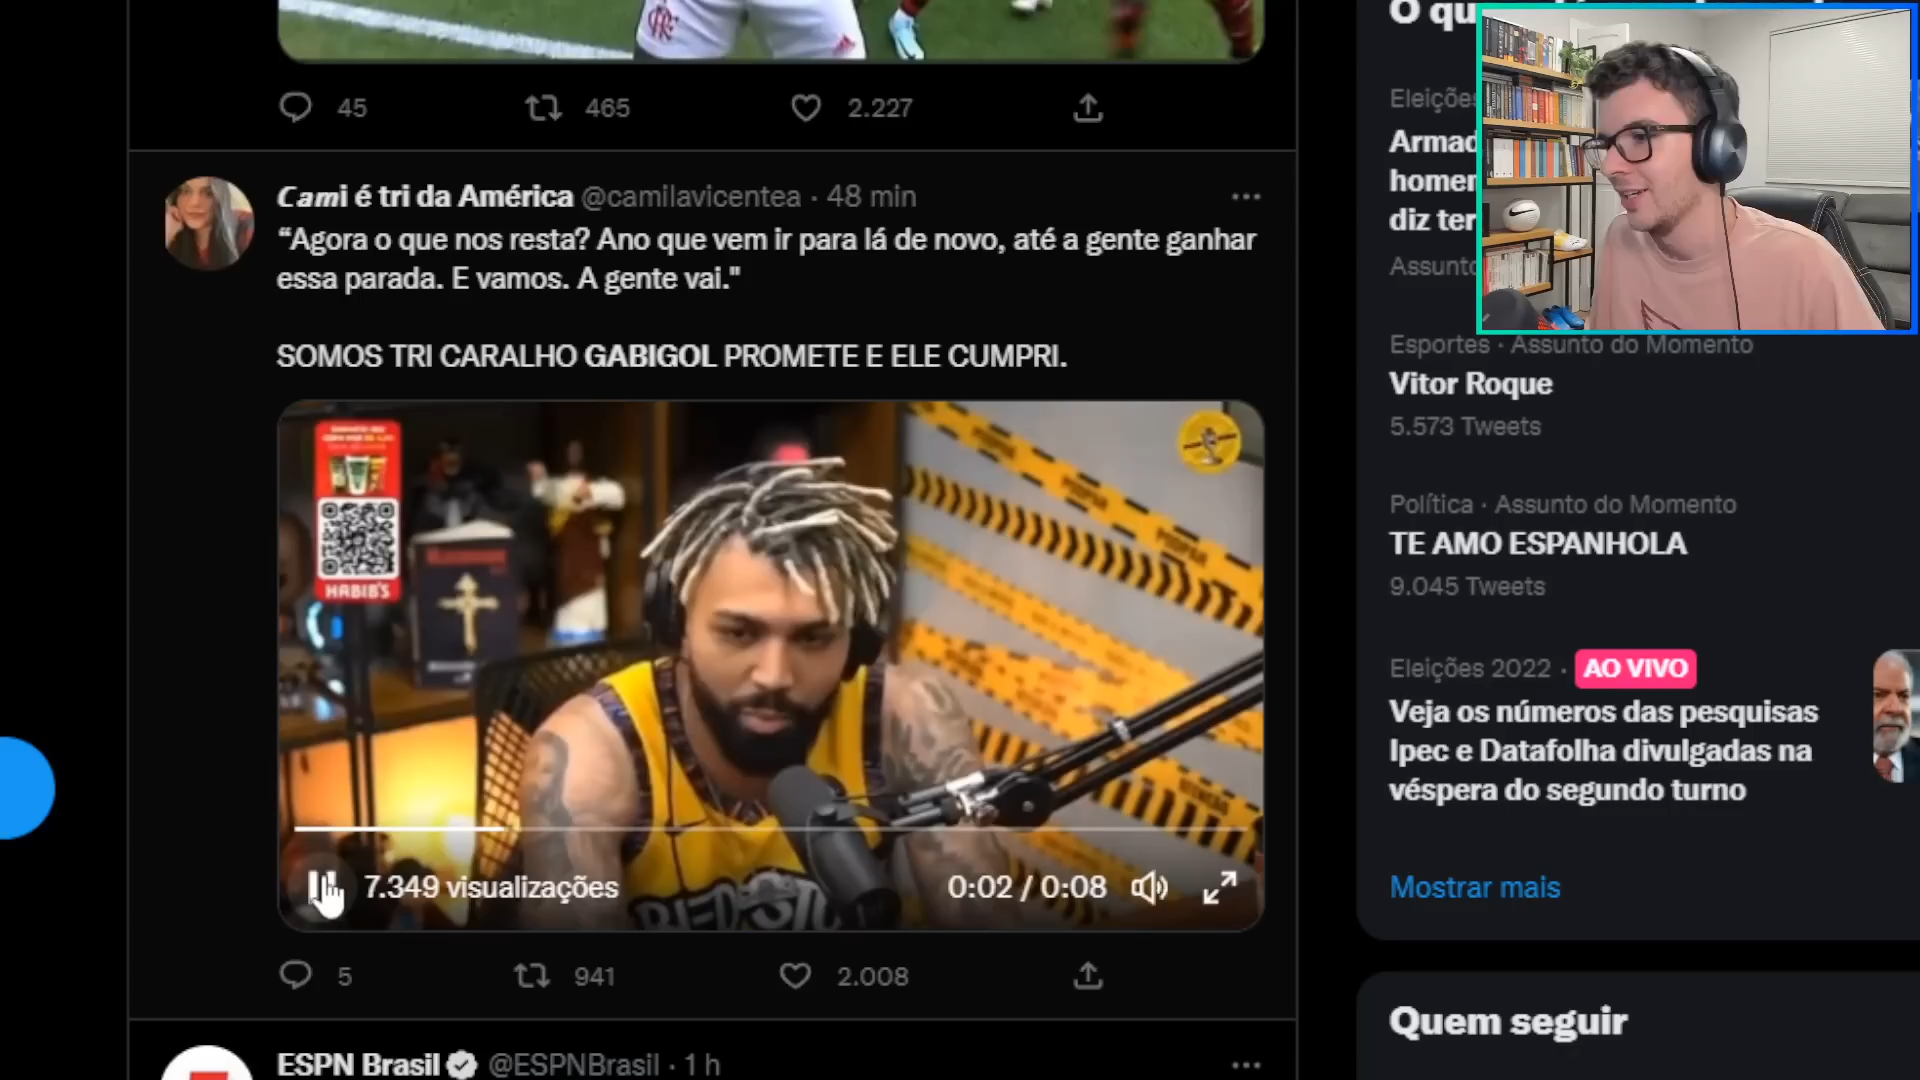 45
465
2.227
Cami é tri da América @camilavicentea · 48 min
“Agora o que nos resta? Ano que vem ir para lá de novo, até a gente ganhar
essa parada. E vamos. A gente vai."
SOMOS TRI CARALHO GABIGOL PROMETE E ELE CUMPRI.
HABIB'S
7.349 visualizações
0:02 / 0:08
5
941
2.008
ESPN Brasil @ESPNBrasil · 1 h
O qu
Eleições
Armad
homen
diz ter
Assunto
Esportes · Assunto do Momento
Vitor Roque
5.573 Tweets
Política · Assunto do Momento
TE AMO ESPANHOLA
9.045 Tweets
Eleições 2022 · AO VIVO
Veja os números das pesquisas
Ipec e Datafolha divulgadas na
véspera do segundo turno
Mostrar mais
Quem seguir